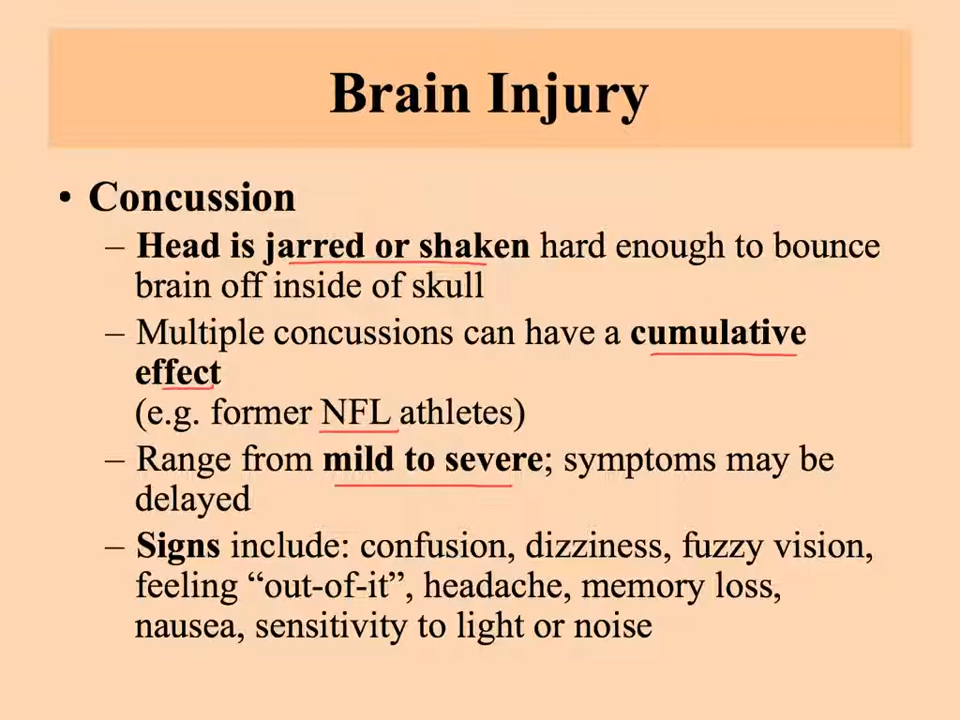 Brain Injury
• Concussion
– Head is jarred or shaken hard enough to bounce
brain off inside of skull
– Multiple concussions can have a cumulative
effect
(e.g. former NFL athletes)
– Range from mild to severe; symptoms may be
delayed
– Signs include: confusion, dizziness, fuzzy vision,
feeling “out-of-it”, headache, memory loss,
nausea, sensitivity to light or noise